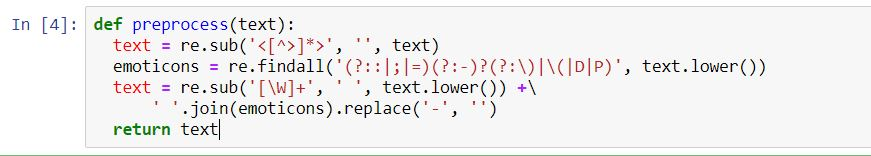 In [4]: def preprocess(text):
text = re.sub('<[^>]*>', '', text)
emoticons = re.findall('(?::|;|=)(?:-)?(?:\)|\(|D|P)', text.lower())
text = re.sub('[\W]+', ' ', text.lower()) +\
' '.join(emoticons).replace('-', '')
return text